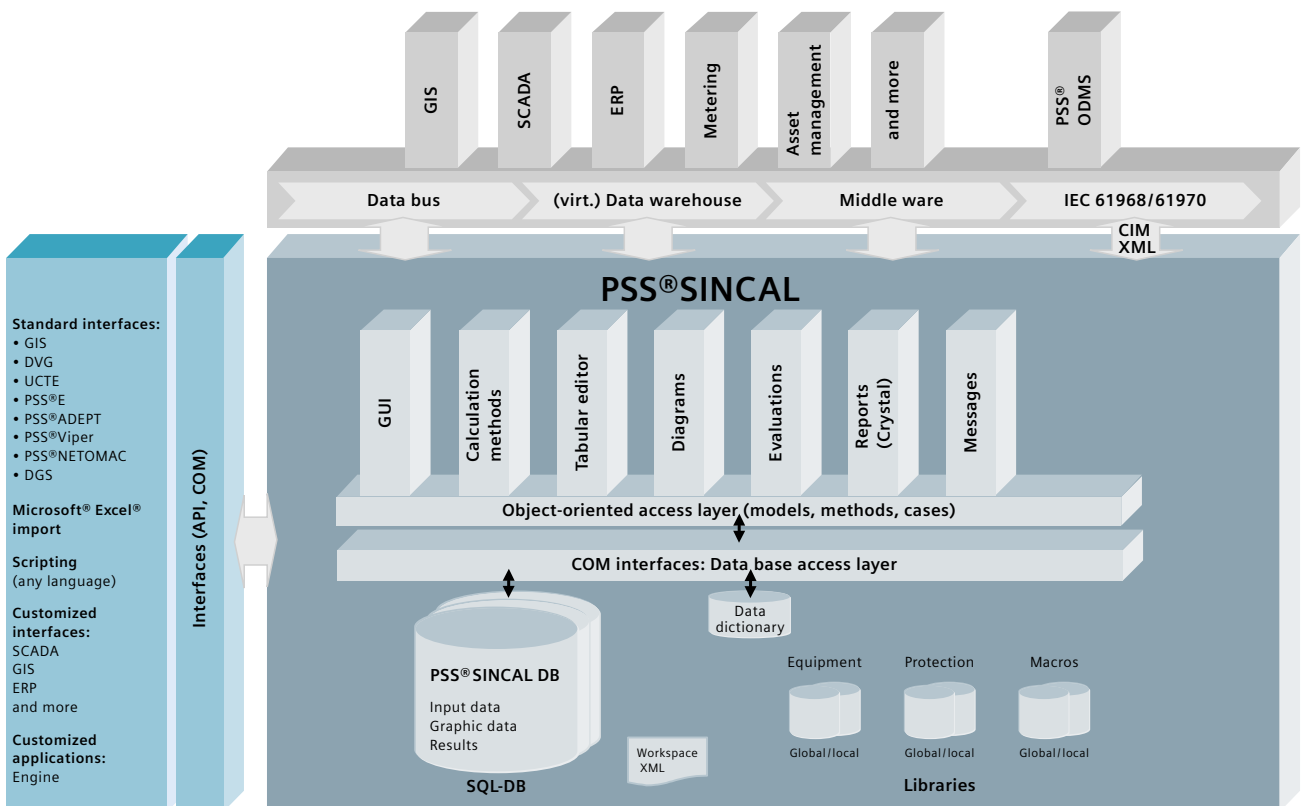 GIS
SCADA
ERP
Metering
Asset
management
and more
PSS®
ODMS
Data bus
(virt.) Data warehouse
Middle ware
IEC 61968/61970
CIM
XML
PSS®SINCAL
Standard interfaces:
• GIS
• DVG
• UCTE
• PSS®E
• PSS®ADEPT
• PSS®Viper
• PSS®NETOMAC
• DGS
Microsoft® Excel®
import
Scripting
(any language)
Customized
interfaces:
SCADA
GIS
ERP
and more
Customized
applications:
Engine
Interfaces (API, COM)
GUI
Calculation
methods
Tabular editor
Diagrams
Evaluations
Reports
(Crystal)
Messages
Object-oriented access layer (models, methods, cases)
COM interfaces: Data base access layer
Data
dictionary
PSS®SINCAL DB
Input data
Graphic data
Results
SQL-DB
Workspace
XML
Equipment
Protection
Macros
Global/local
Global/local
Global/local
Libraries